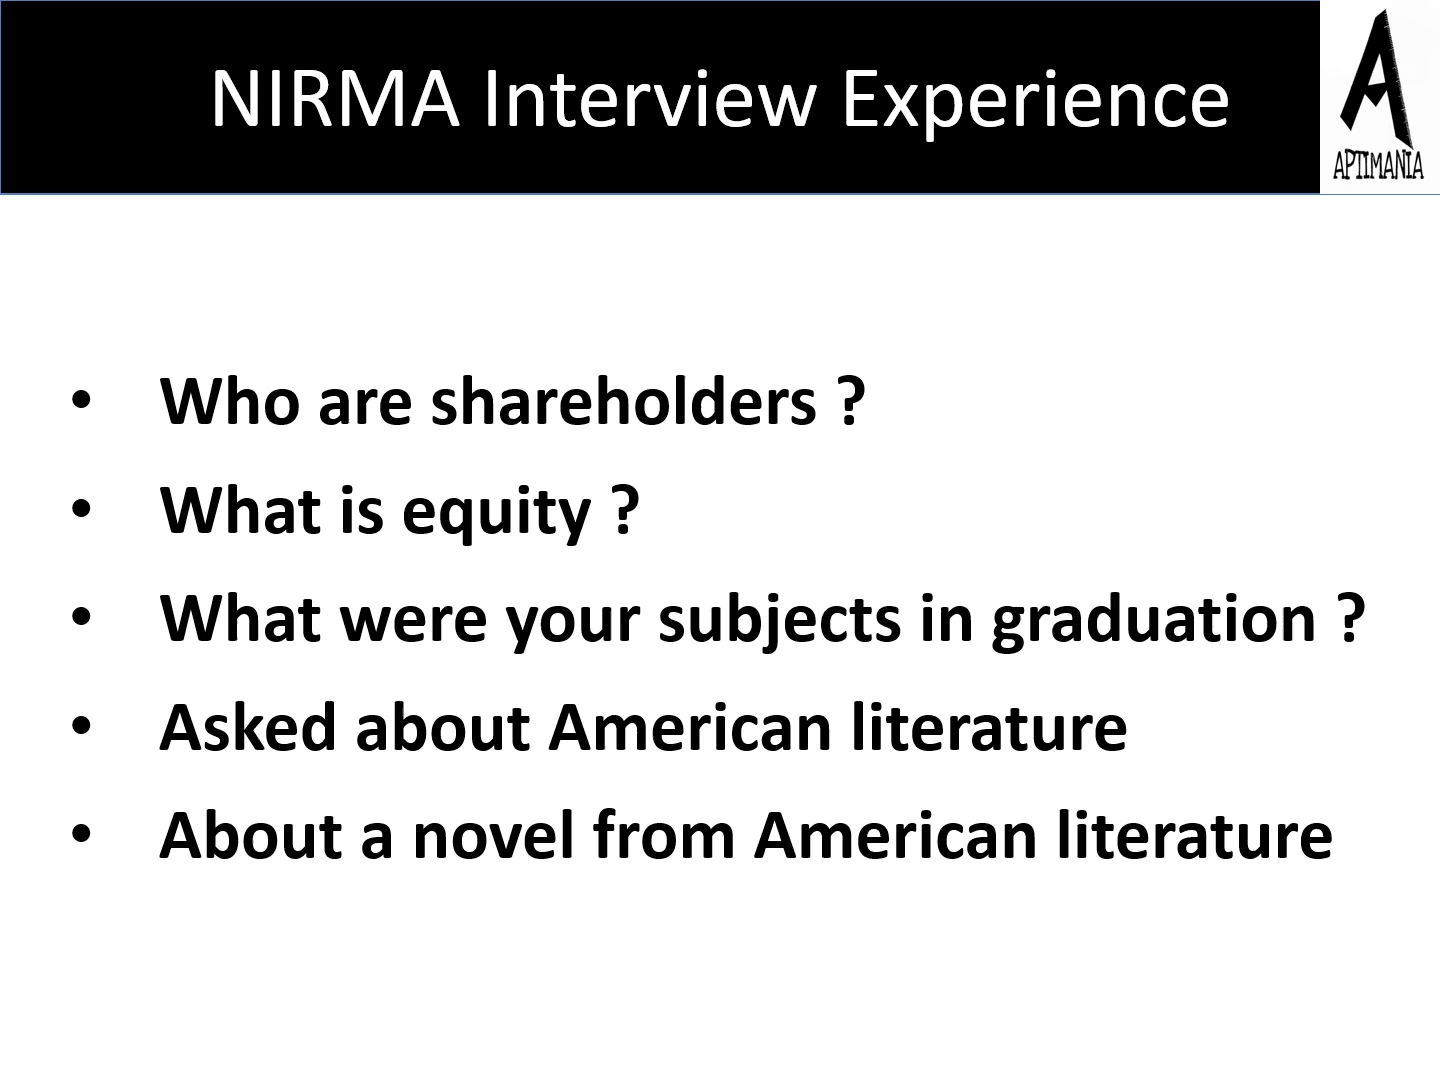 NIRMA Interview Experience
APTIMANIA
• Who are shareholders ?
• What is equity ?
• What were your subjects in graduation ?
• Asked about American literature
• About a novel from American literature